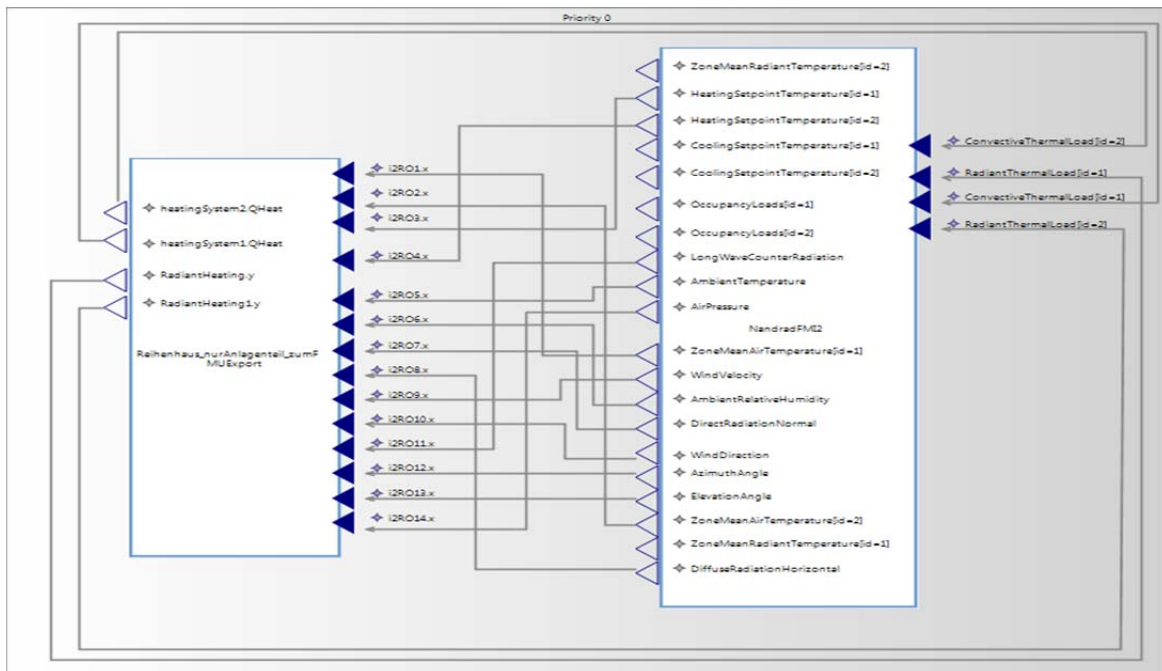 Priority 0
heatingSystem2.QHeat
heatingSystem1.QHeat
RadiantHeating.y
RadiantHeating1.y
Reihenhaus_nurAnlagenteil_zumF
MUExport
i2RO1.x
i2RO2.x
i2RO3.x
i2RO4.x
i2RO5.x
i2RO6.x
i2RO7.x
i2RO8.x
i2RO9.x
i2RO10.x
i2RO11.x
i2RO12.x
i2RO13.x
i2RO14.x
ZoneMeanRadiantTemperature[id=2]
HeatingSetpointTemperature[id=1]
HeatingSetpointTemperature[id=2]
CoolingSetpointTemperature[id=1]
CoolingSetpointTemperature[id=2]
OccupancyLoads[id=1]
OccupancyLoads[id=2]
LongWaveCounterRadiation
AmbientTemperature
AirPressure
NandradFMI2
ZoneMeanAirTemperature[id=1]
WindVelocity
AmbientRelativeHumidity
DirectRadiationNormal
WindDirection
AzimuthAngle
ElevationAngle
ZoneMeanAirTemperature[id=2]
ZoneMeanRadiantTemperature[id=1]
DiffuseRadiationHorizontal
ConvectiveThermalLoad[id=2]
RadiantThermalLoad[id=1]
ConvectiveThermalLoad[id=1]
RadiantThermalLoad[id=2]